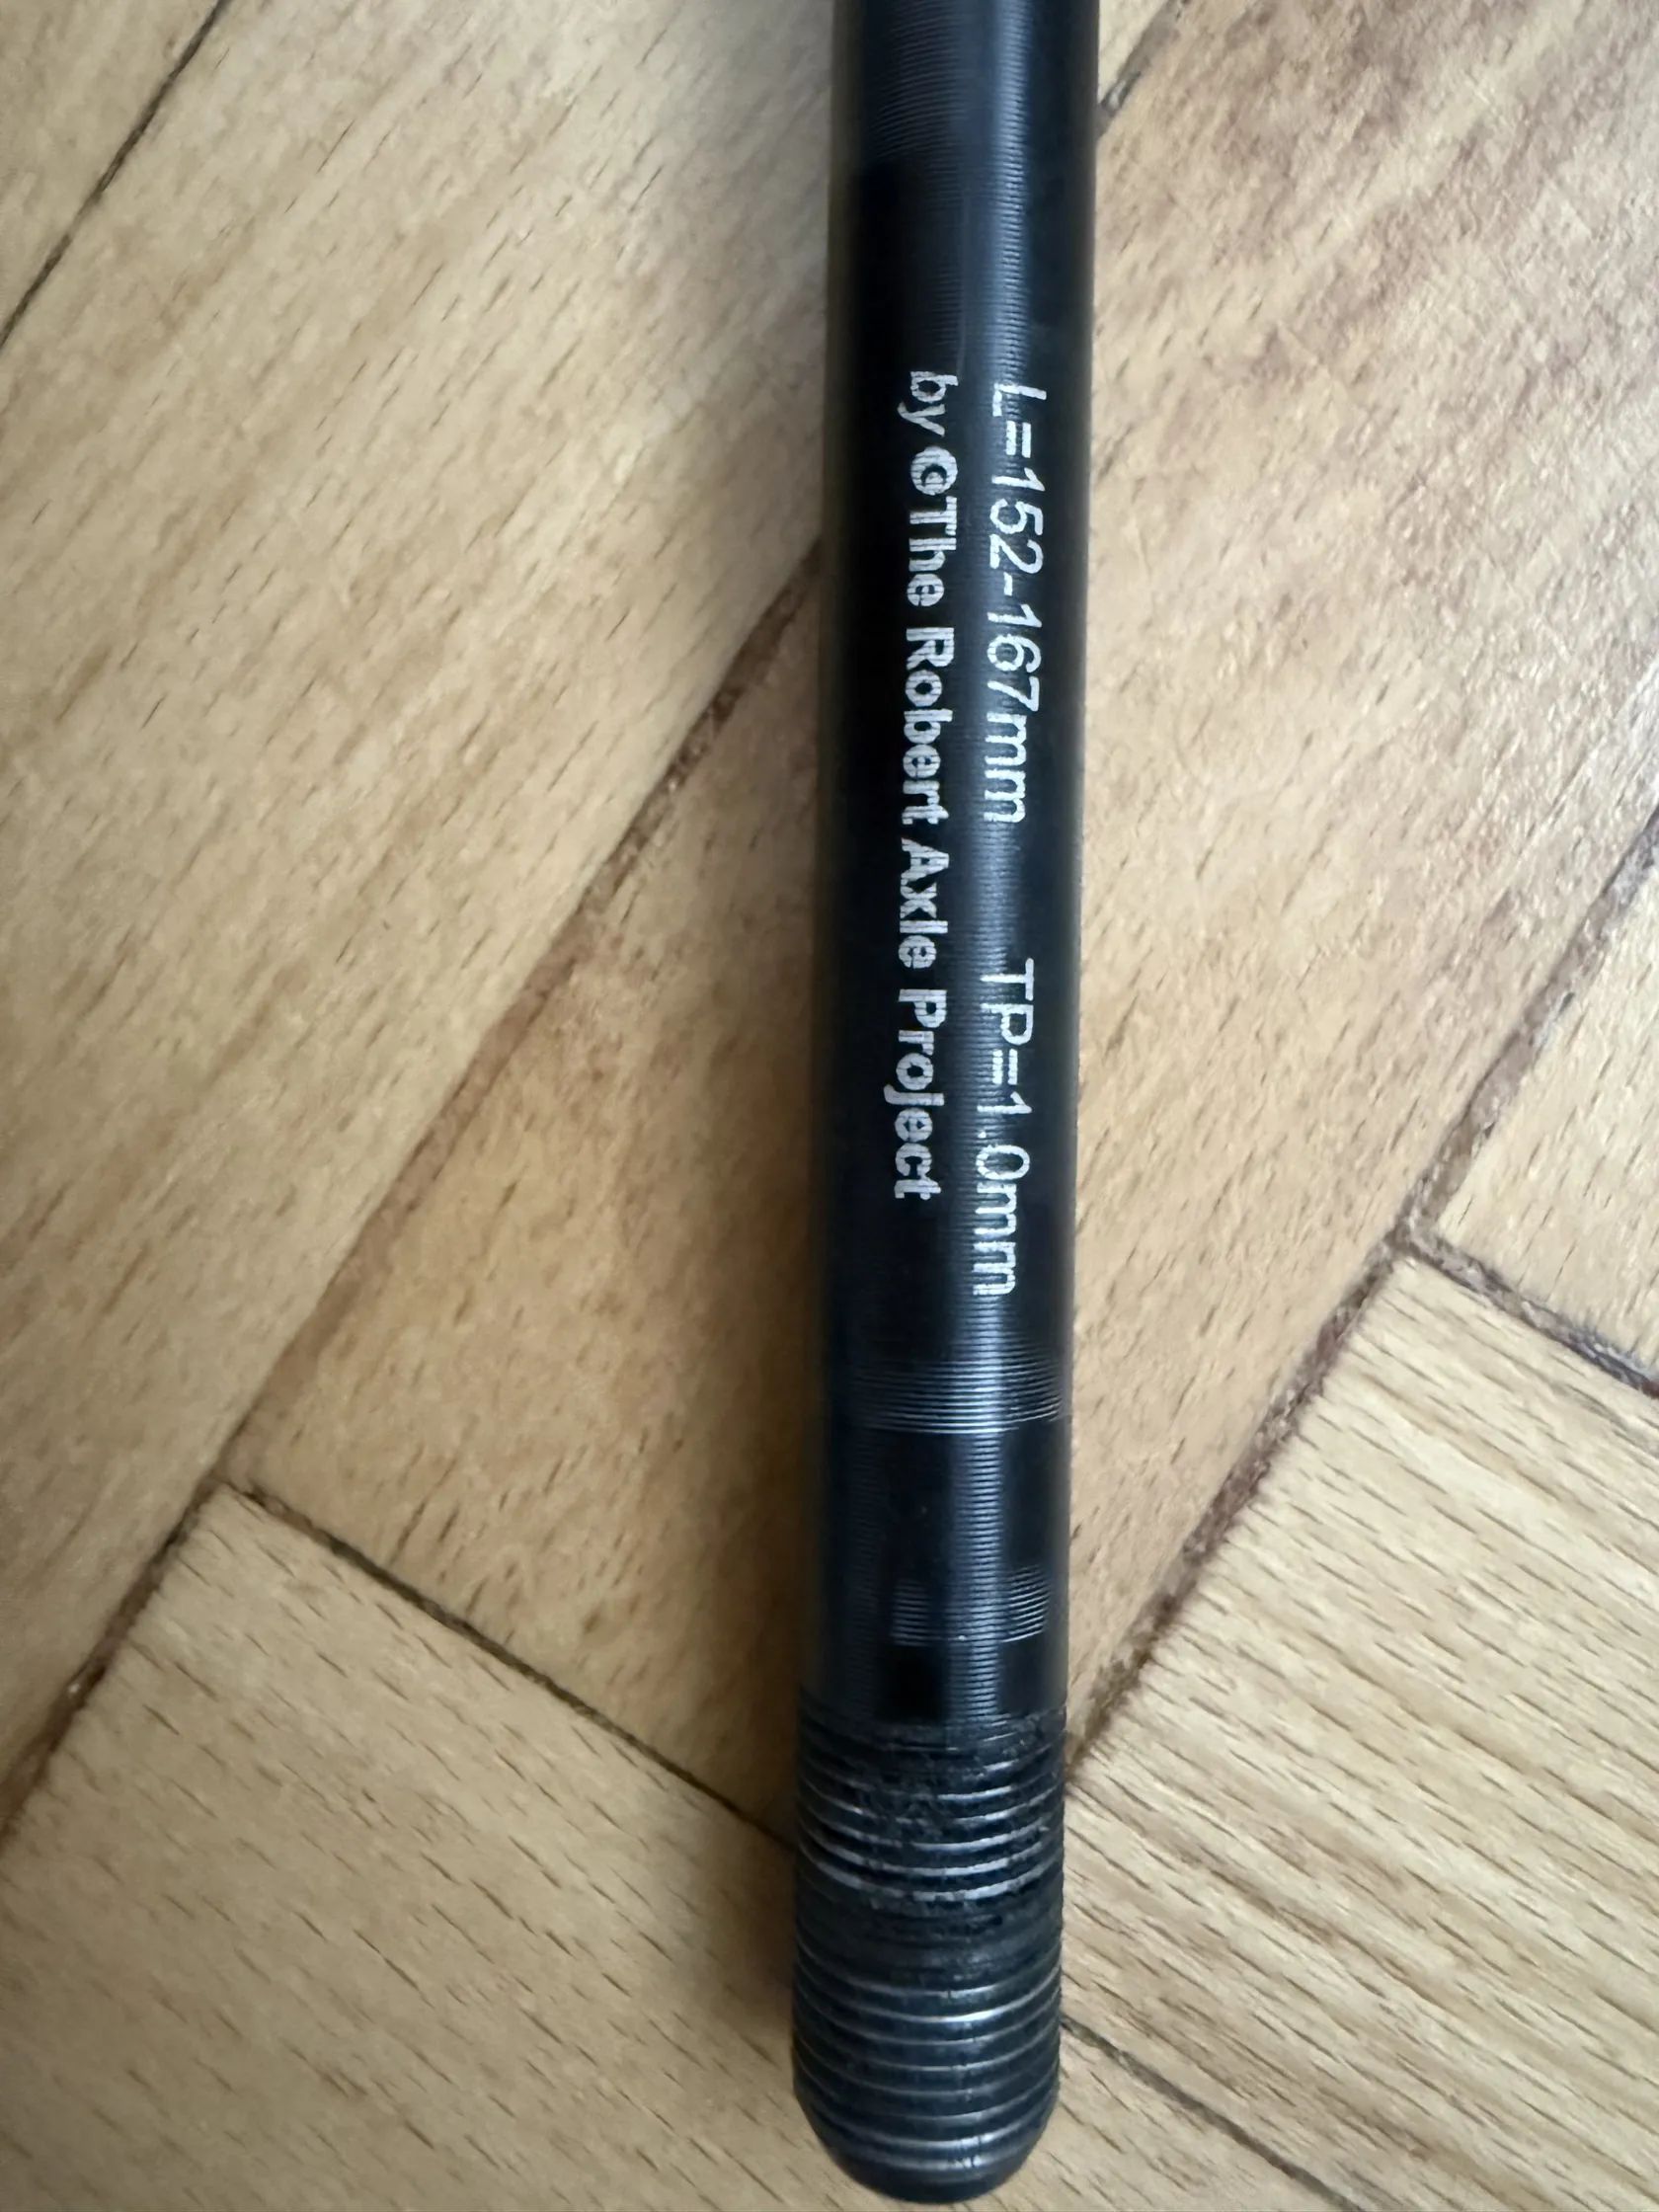 L=152-167mm TP=1.0mm
by ©The Robert Axle Project